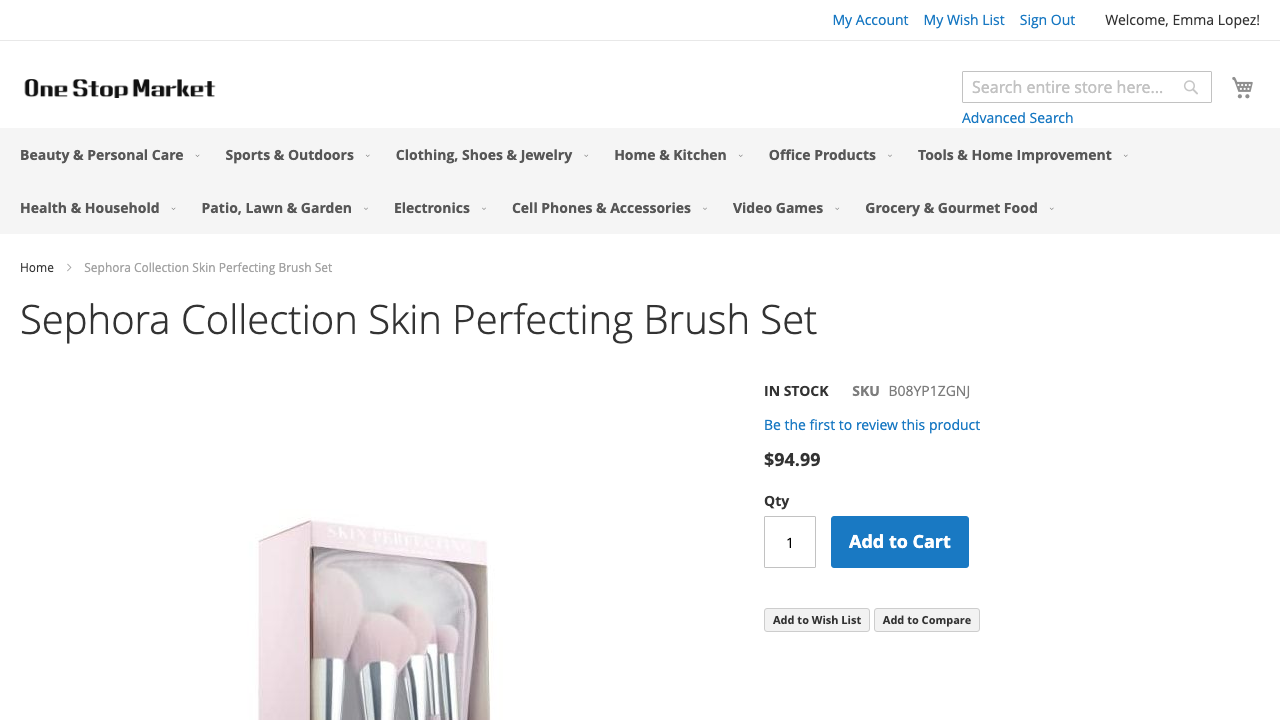 My Account My Wish List Sign Out Welcome, Emma Lopez!
One Stop Market
Search entire store here...
Advanced Search
Beauty & Personal Care Sports & Outdoors Clothing, Shoes & Jewelry Home & Kitchen Office Products Tools & Home Improvement
Health & Household Patio, Lawn & Garden Electronics Cell Phones & Accessories Video Games Grocery & Gourmet Food
Home Sephora Collection Skin Perfecting Brush Set
Sephora Collection Skin Perfecting Brush Set
IN STOCK SKU B08YP1ZGNJ
Be the first to review this product
$94.99
Qty
1 Add to Cart
SKIN PERFECTING
Add to Wish List Add to Compare